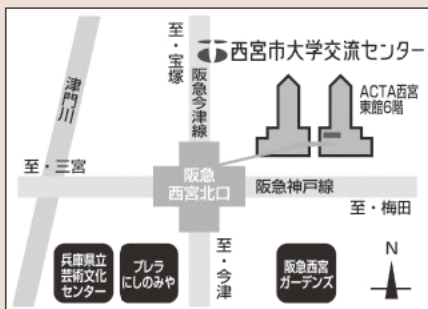 至・宝塚
西宮市大学交流センター
津門川
阪急今津線
ACTA西宮
東館6階
至・三宮
阪急
西宮北口
阪急神戸線
至・梅田
兵庫県立
芸術文化
センター
プレラ
にしのみや
至・今津
阪急西宮
ガーデンズ
N